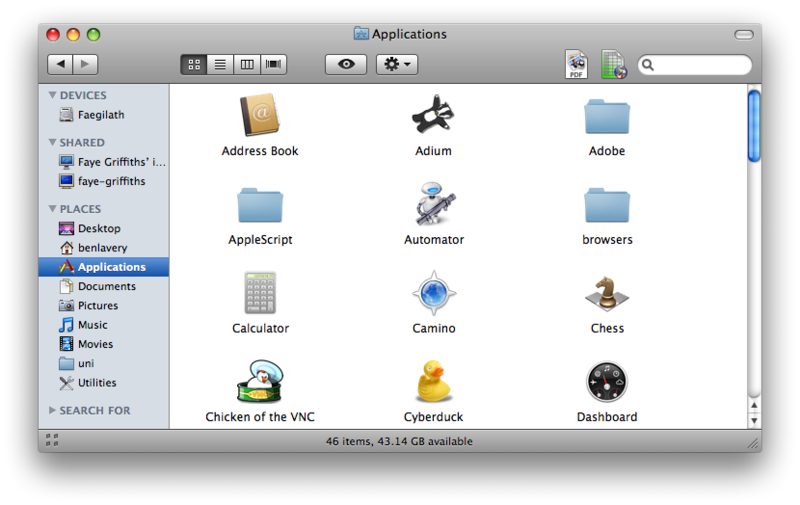 Applications
PDF
DEVICES
Faegilath
SHARED
Faye Griffiths' i...
faye-griffiths
PLACES
Desktop
benlavery
Applications
Documents
Pictures
Music
Movies
uni
Utilities
SEARCH FOR
Address Book
Adium
Adobe
AppleScript
Automator
browsers
Calculator
Camino
Chess
Chicken of the VNC
Cyberduck
Dashboard
46 items, 43.14 GB available